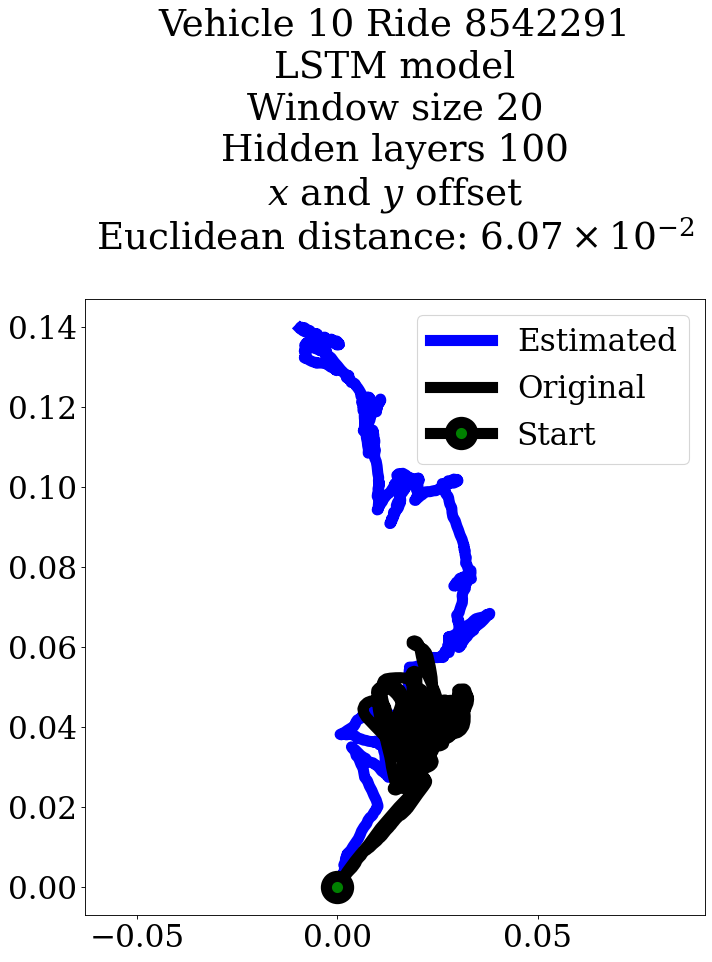 Vehicle 10 Ride 8542291
LSTM model
Window size 20
Hidden layers 100
x and y offset
Euclidean distance: 6.07 × 10⁻²
0.14
Estimated
0.12
Original
Start
0.10
0.08
0.06
0.04
0.02
0.00
−0.05 0.00 0.05